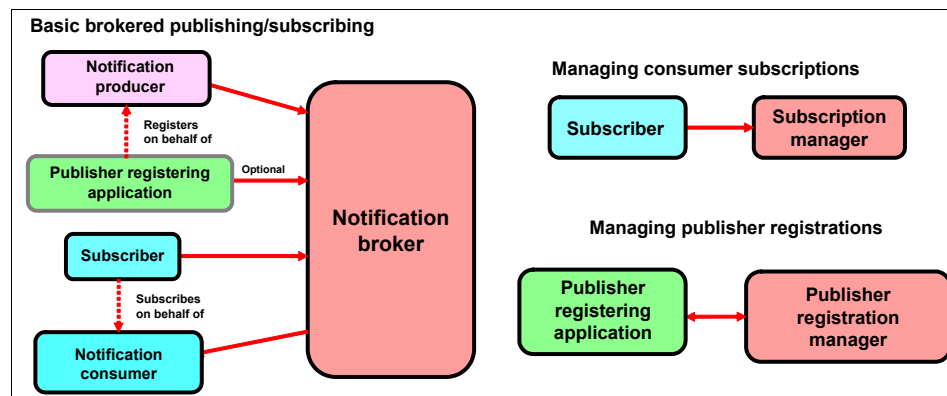 Basic brokered publishing/subscribing
Notification
producer
Registers
on behalf of
Publisher registering
application
Optional
Subscriber
Subscribes
on behalf of
Notification
consumer
Notification
broker
Managing consumer subscriptions
Subscriber
Subscription
manager
Managing publisher registrations
Publisher
registering
application
Publisher
registration
manager